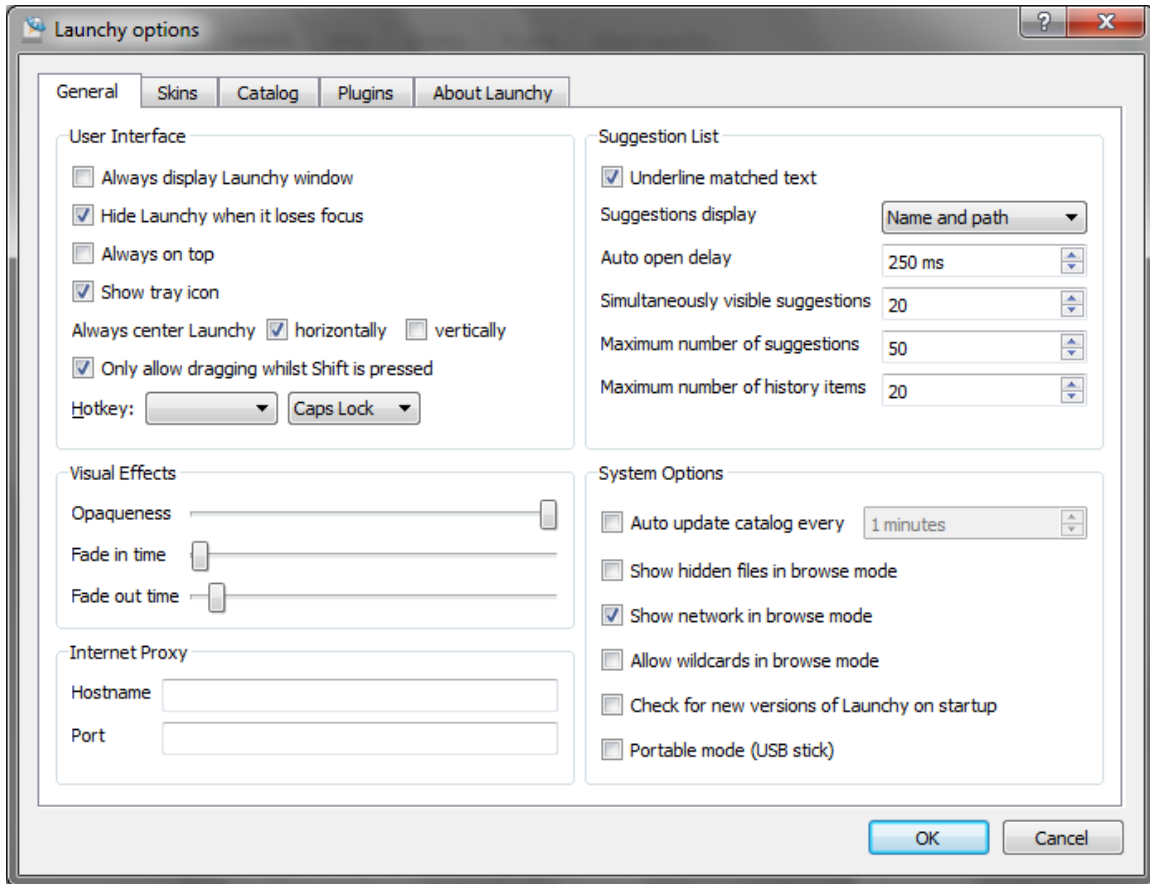 Launchy options
?
X
General
Skins
Catalog
Plugins
About Launchy
User Interface
Always display Launchy window
Hide Launchy when it loses focus
Always on top
Show tray icon
Always center Launchy horizontally vertically
Only allow dragging whilst Shift is pressed
Hotkey: Caps Lock
Suggestion List
Underline matched text
Suggestions display Name and path
Auto open delay 250 ms
Simultaneously visible suggestions 20
Maximum number of suggestions 50
Maximum number of history items 20
Visual Effects
Opaqueness
Fade in time
Fade out time
Internet Proxy
Hostname
Port
System Options
Auto update catalog every 1 minutes
Show hidden files in browse mode
Show network in browse mode
Allow wildcards in browse mode
Check for new versions of Launchy on startup
Portable mode (USB stick)
OK
Cancel